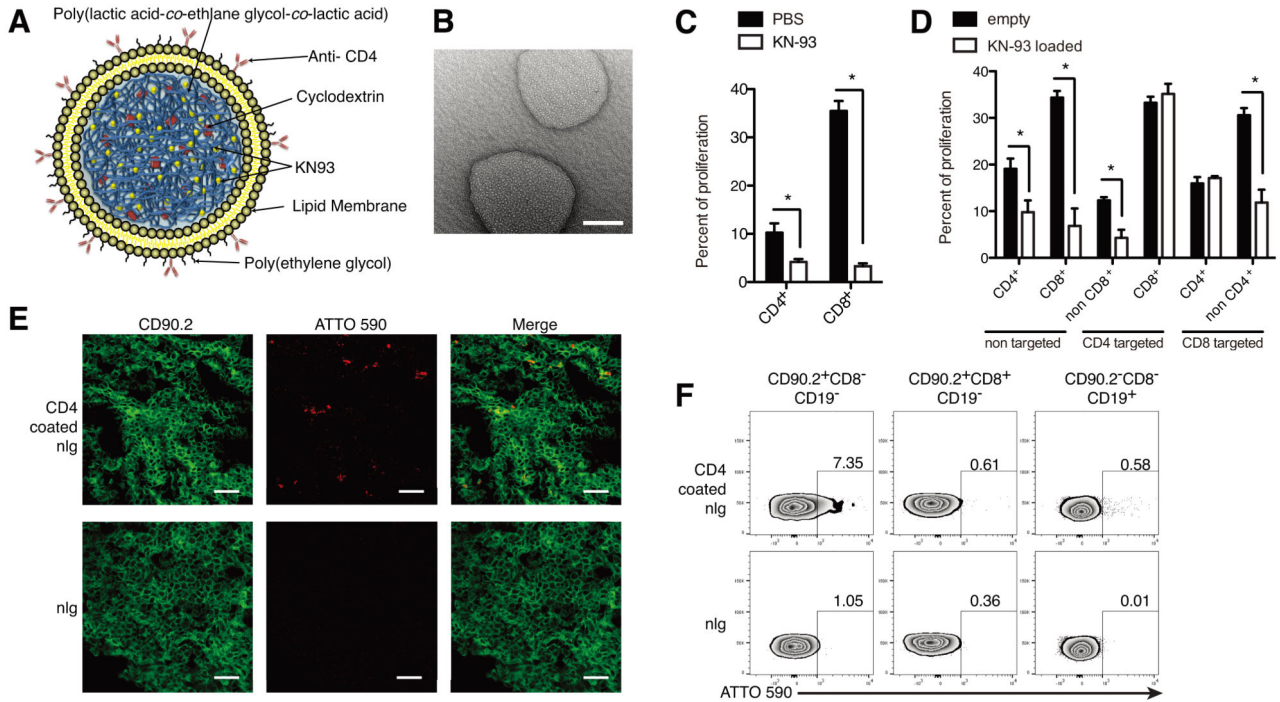 A
Poly(lactic acid-co-ethlane glycol-co-lactic acid)
Anti- CD4
Cyclodextrin
KN93
Lipid Membrane
Poly(ethylene glycol)
B
C
PBS
KN-93
Percent of proliferation
40
30
20
10
0
*
*
CD4+
CD8+
D
empty
KN-93 loaded
Percent of proliferation
40
30
20
10
0
*
*
*
*
CD4+
CD8+
non CD8+
CD8+
CD4+
non CD4+
non targeted
CD4 targeted
CD8 targeted
E
CD90.2
ATTO 590
Merge
CD4
coated
nlg
nlg
F
CD90.2+CD8-
CD19-
CD90.2+CD8+
CD19-
CD90.2-CD8-
CD19+
CD4
coated
nlg
7.35
0.61
0.58
nlg
1.05
0.36
0.01
ATTO 590